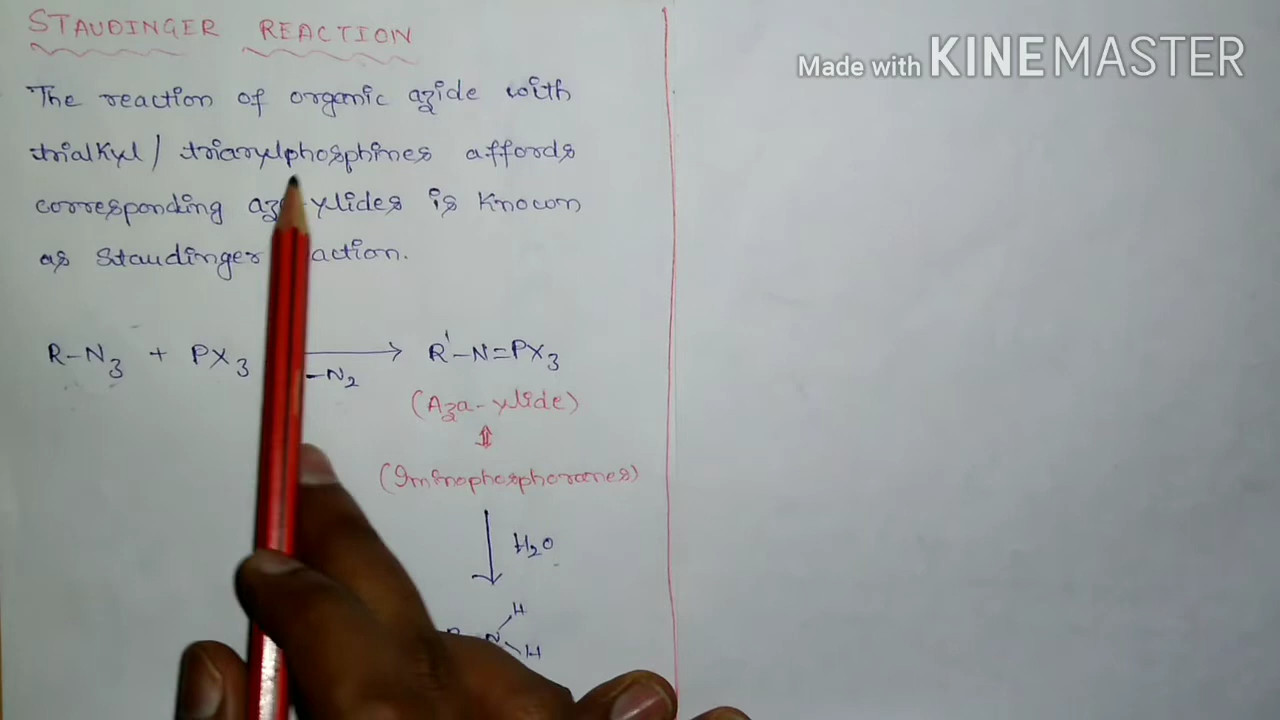 STAUDINGER REACTION
Made with KINEMASTER
The reaction of organic azide with
trialkyl / triarylphosphines affords
corresponding aza-ylides is known
as Staudinger action.
R-N3 + PX3 → R'-N=PX3
-N2
(Aza-ylide)
⇕
(Iminophosphoranes)
↓ H2O
H
N
H